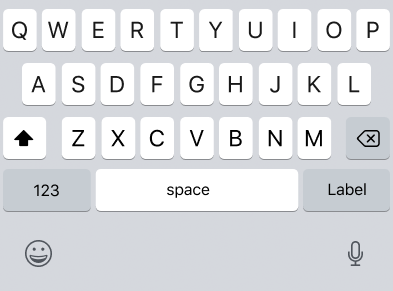 Q W E R T Y U I O P
A S D F G H J K L
Z X C V B N M
123 space Label